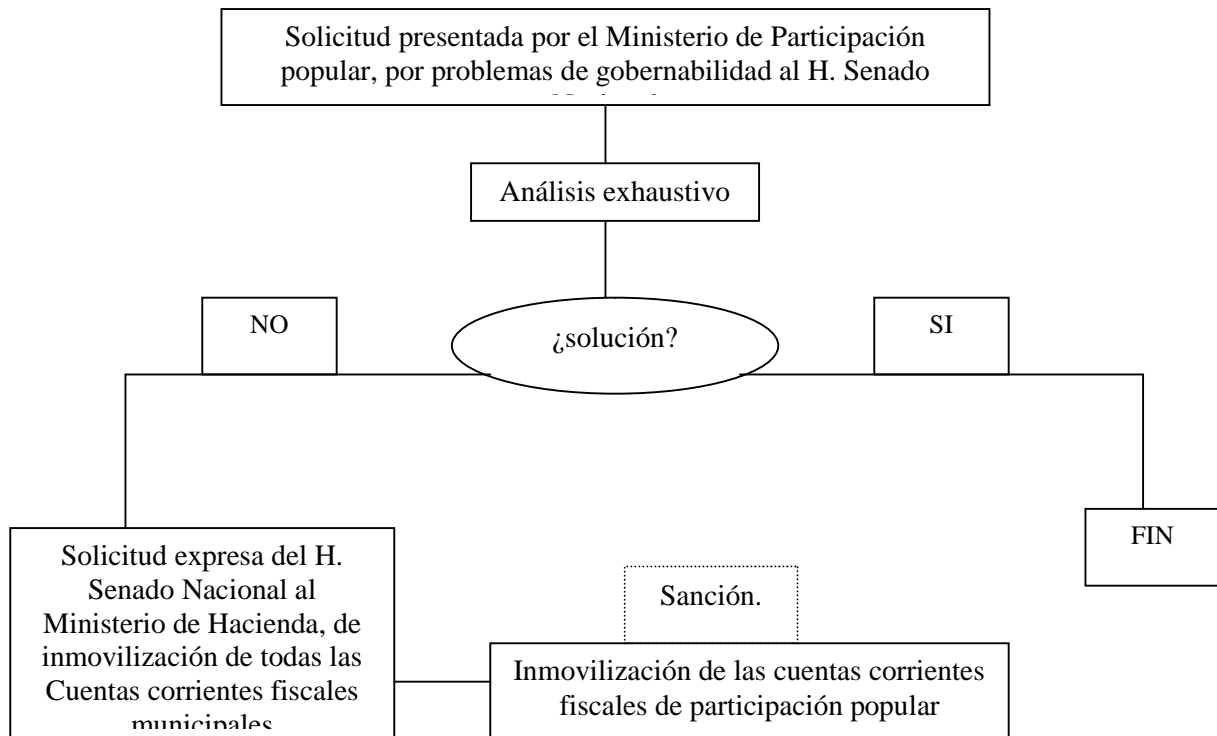 Solicitud presentada por el Ministerio de Participación
popular, por problemas de gobernabilidad al H. Senado
Análisis exhaustivo
NO
¿solución?
SI
FIN
Solicitud expresa del H.
Senado Nacional al
Ministerio de Hacienda, de
inmovilización de todas las
Cuentas corrientes fiscales
municipales
Sanción.
Inmovilización de las cuentas corrientes
fiscales de participación popular